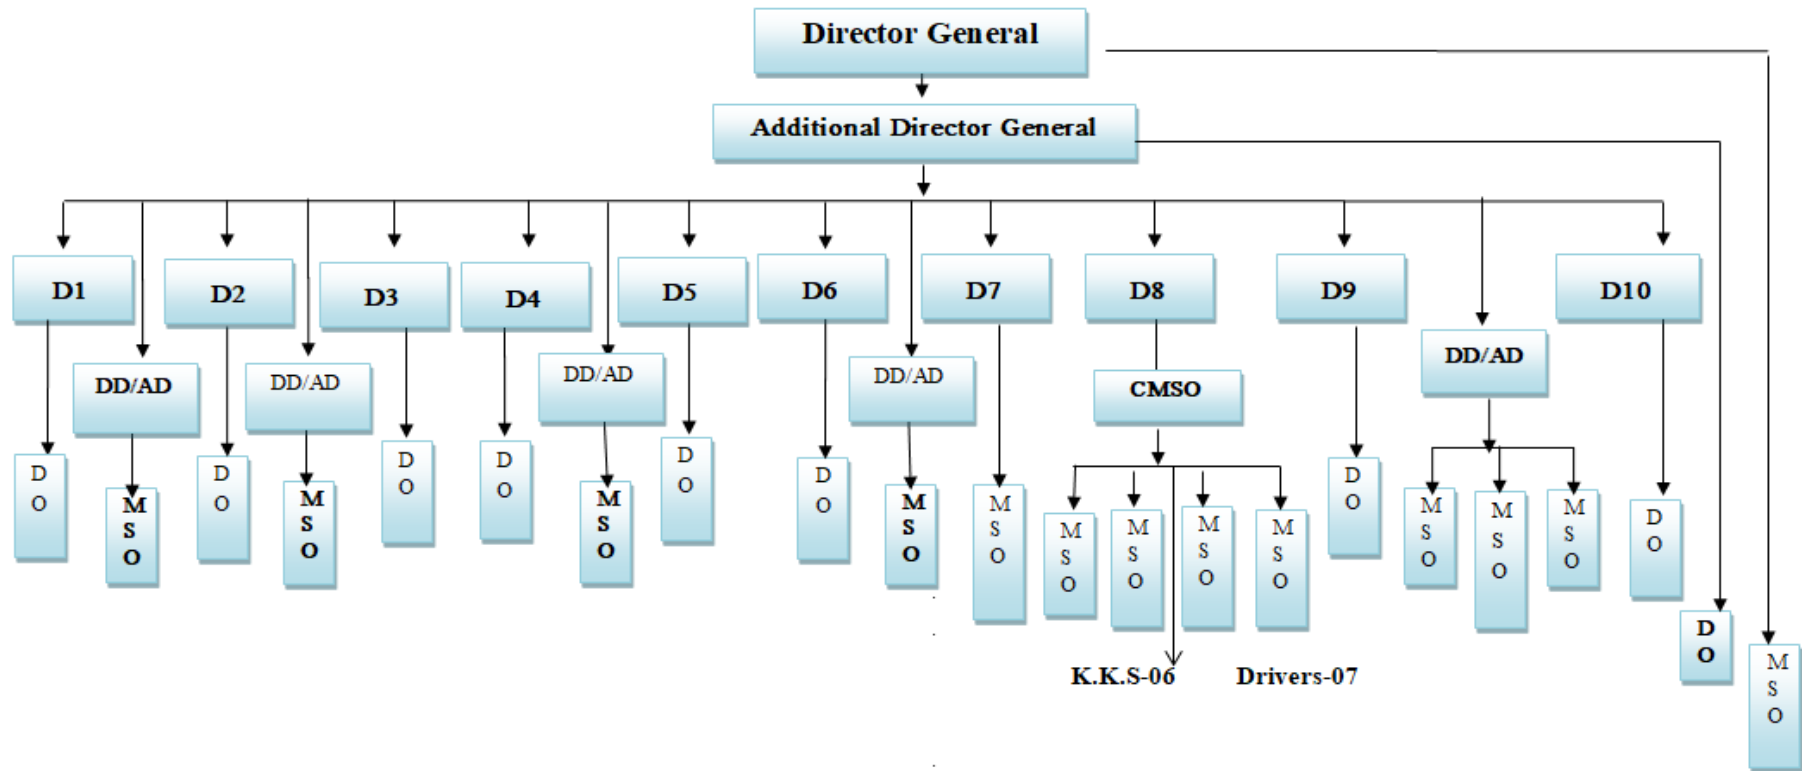 Director General
Additional Director General
D1
D2
D3
D4
D5
D6
D7
D8
D9
D10
DD/AD
DD/AD
DD/AD
DD/AD
CMSO
DD/AD
D
O
M
S
O
D
O
M
S
O
D
O
D
O
M
S
O
D
O
D
O
M
S
O
M
S
O
M
S
O
M
S
O
M
S
O
M
S
O
D
O
M
S
O
M
S
O
M
S
O
D
O
D
O
M
S
O
K.K.S-06
Drivers-07